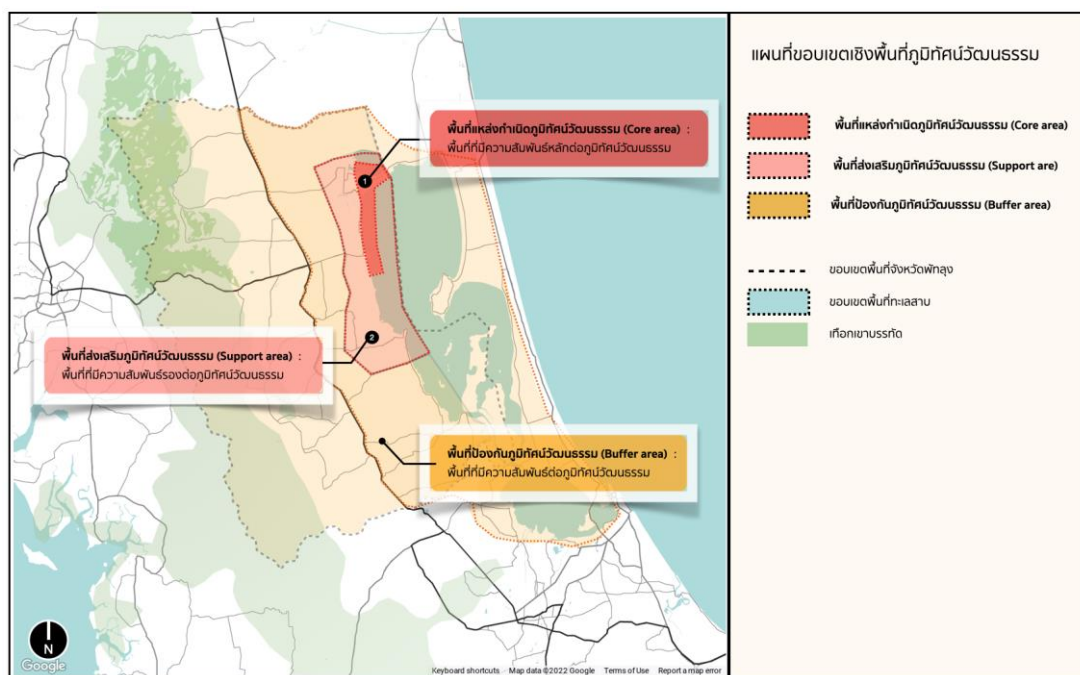 แผนที่ขอบเขตเชิงพื้นที่ภูมิทัศน์วัฒนธรรม
พื้นที่แหล่งกำเนิดภูมิทัศน์วัฒนธรรม (Core area)
พื้นที่ส่งเสริมภูมิทัศน์วัฒนธรรม (Support are)
พื้นที่ป้องกันภูมิทัศน์วัฒนธรรม (Buffer area)
ขอบเขตพื้นที่จังหวัดพัทลุง
ขอบเขตพื้นที่ทะเลสาบ
เทือกเขาบรรทัด
พื้นที่แหล่งกำเนิดภูมิทัศน์วัฒนธรรม (Core area) :
พื้นที่ที่มีความสัมพันธ์หลักต่อภูมิทัศน์วัฒนธรรม
1
2
พื้นที่ส่งเสริมภูมิทัศน์วัฒนธรรม (Support area) :
พื้นที่ที่มีความสัมพันธ์รองต่อภูมิทัศน์วัฒนธรรม
พื้นที่ป้องกันภูมิทัศน์วัฒนธรรม (Buffer area) :
พื้นที่ที่มีความสัมพันธ์ต่อภูมิทัศน์วัฒนธรรม
N
Google
Keyboard shortcuts Map data ©2022 Google Terms of Use Report a map error